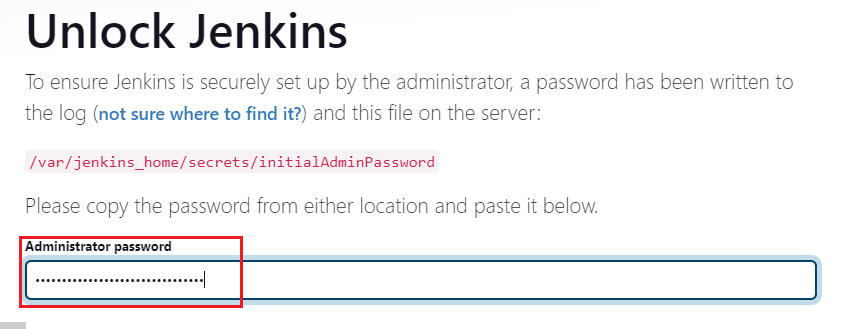 Unlock Jenkins
To ensure Jenkins is securely set up by the administrator, a password has been written to
the log (not sure where to find it?) and this file on the server:
/var/jenkins_home/secrets/initialAdminPassword
Please copy the password from either location and paste it below.
Administrator password
••••••••••••••••••••••••••••••••